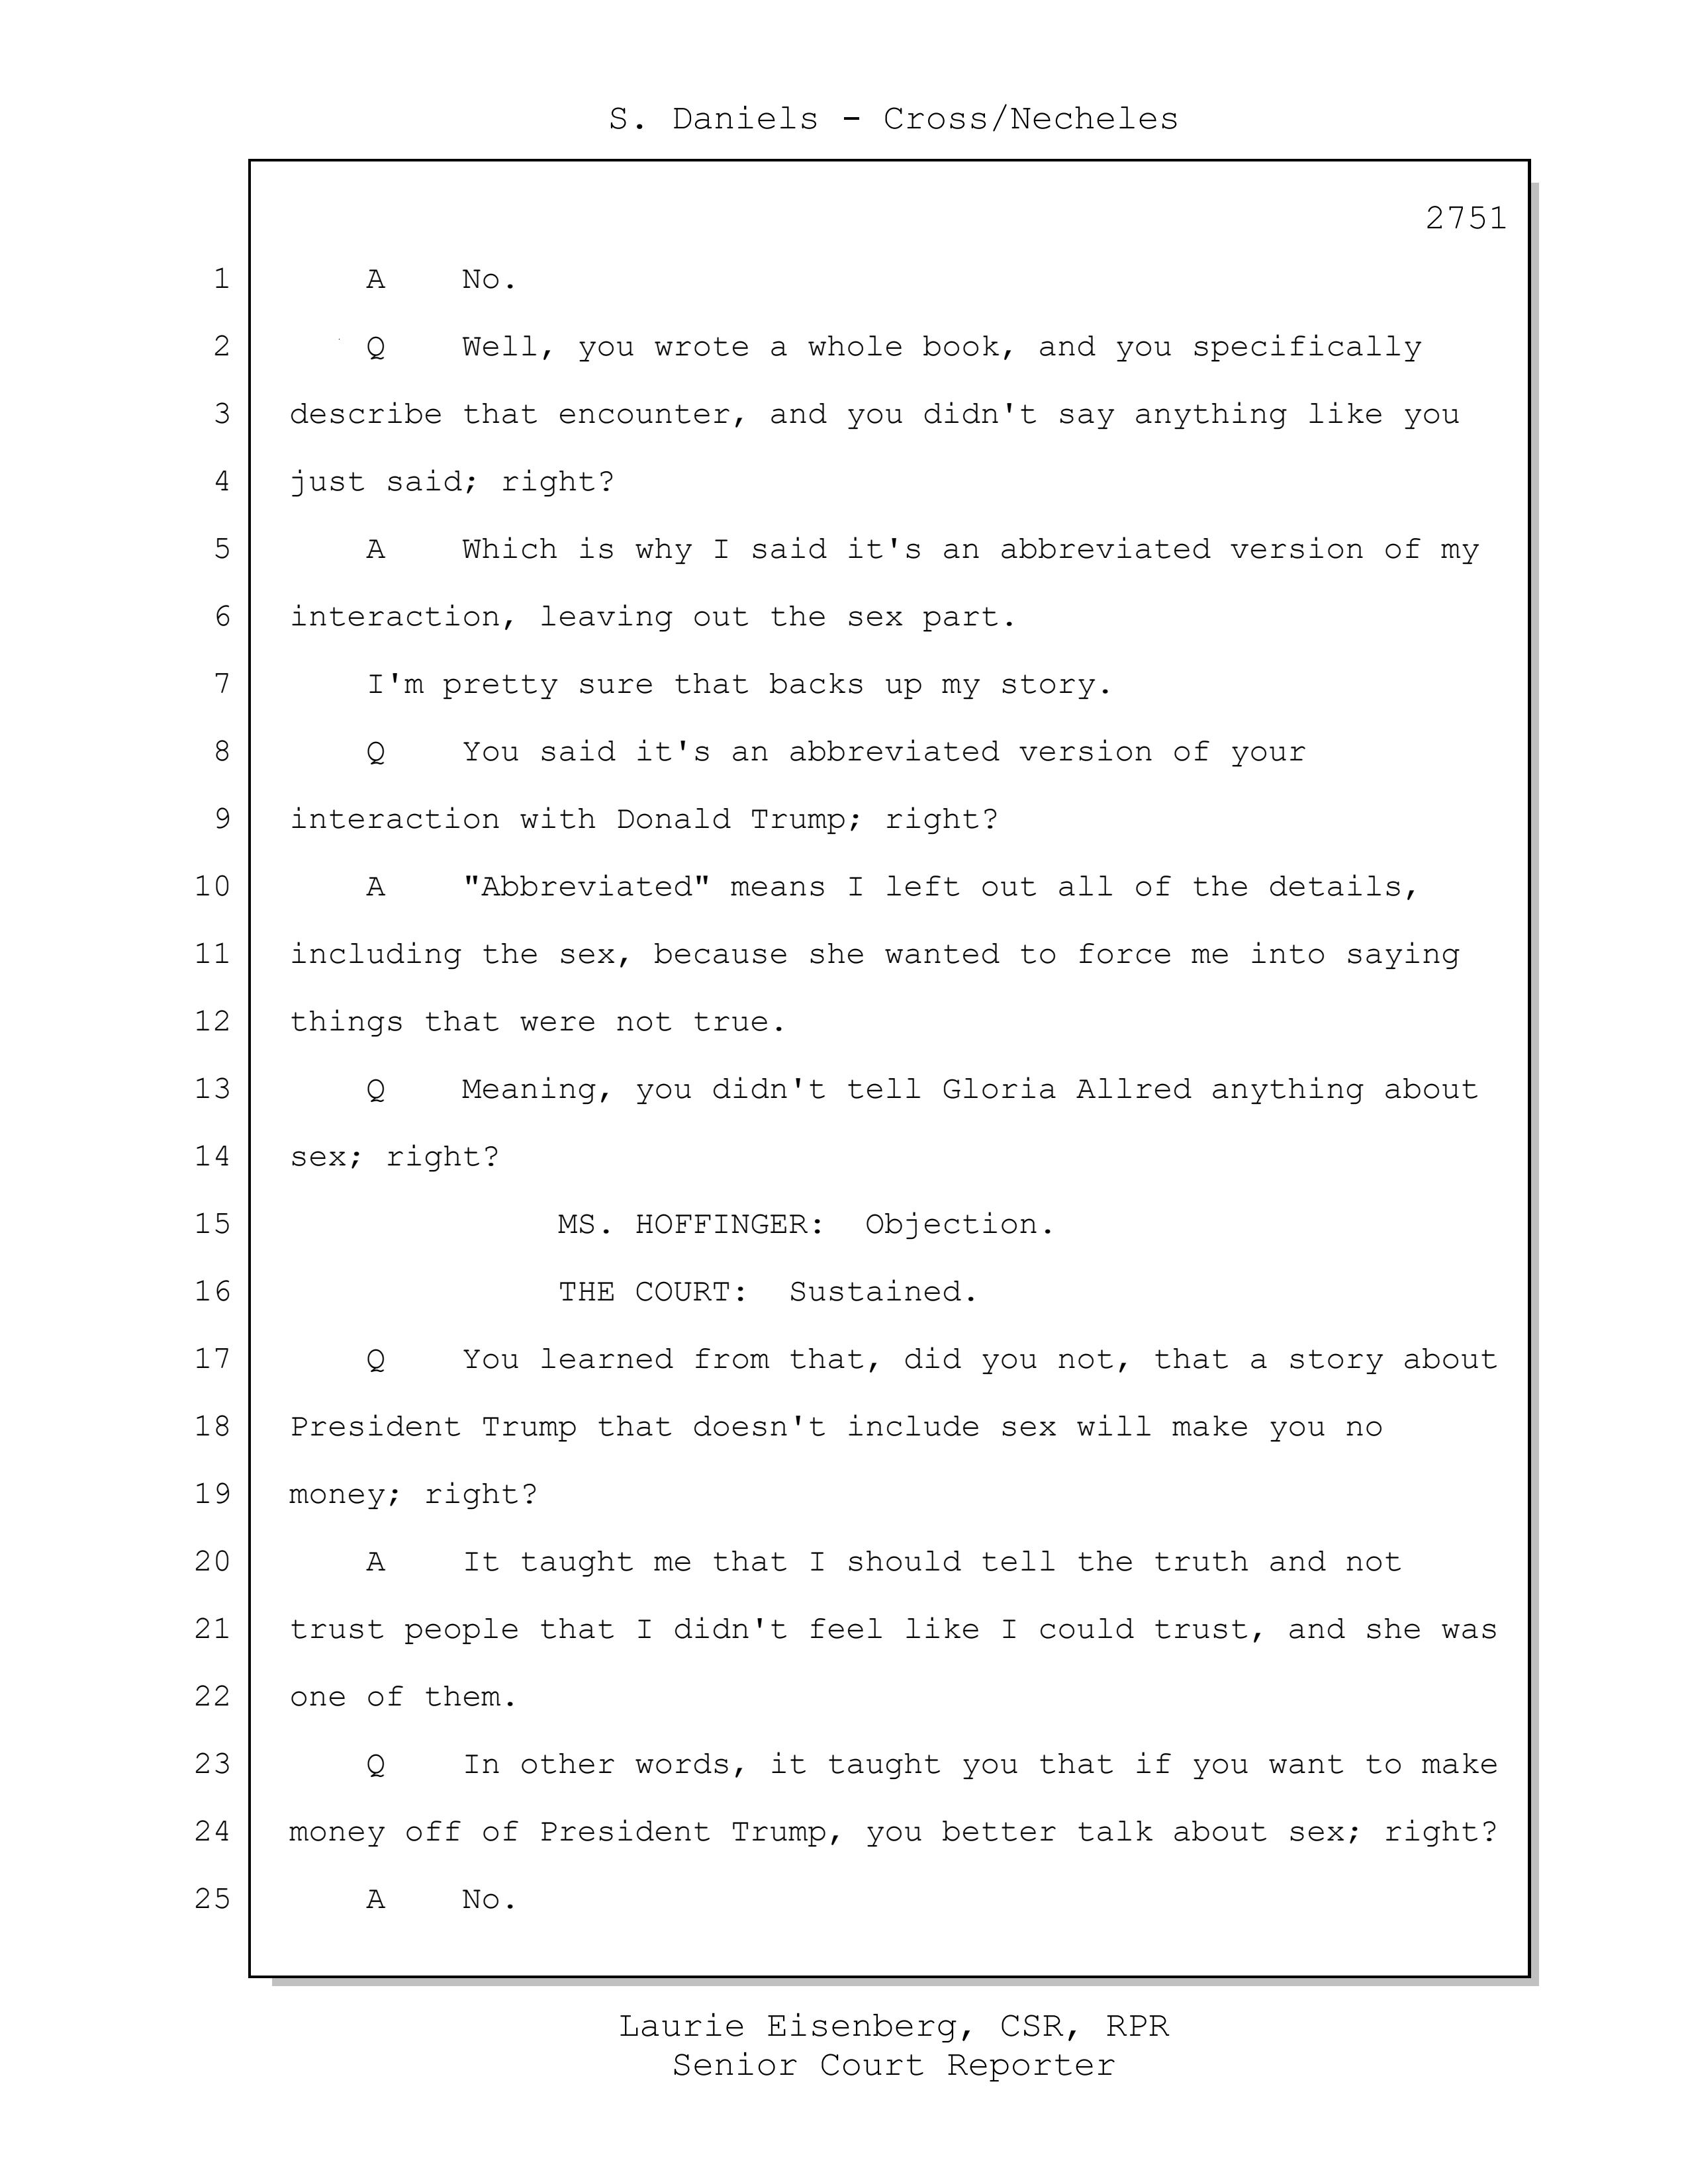 S. Daniels - Cross/Necheles
2751
1 A No.
2 Q Well, you wrote a whole book, and you specifically
3 describe that encounter, and you didn't say anything like you
4 just said; right?
5 A Which is why I said it's an abbreviated version of my
6 interaction, leaving out the sex part.
7 I'm pretty sure that backs up my story.
8 Q You said it's an abbreviated version of your
9 interaction with Donald Trump; right?
10 A "Abbreviated" means I left out all of the details,
11 including the sex, because she wanted to force me into saying
12 things that were not true.
13 Q Meaning, you didn't tell Gloria Allred anything about
14 sex; right?
15 MS. HOFFINGER: Objection.
16 THE COURT: Sustained.
17 Q You learned from that, did you not, that a story about
18 President Trump that doesn't include sex will make you no
19 money; right?
20 A It taught me that I should tell the truth and not
21 trust people that I didn't feel like I could trust, and she was
22 one of them.
23 Q In other words, it taught you that if you want to make
24 money off of President Trump, you better talk about sex; right?
25 A No.
Laurie Eisenberg, CSR, RPR
Senior Court Reporter